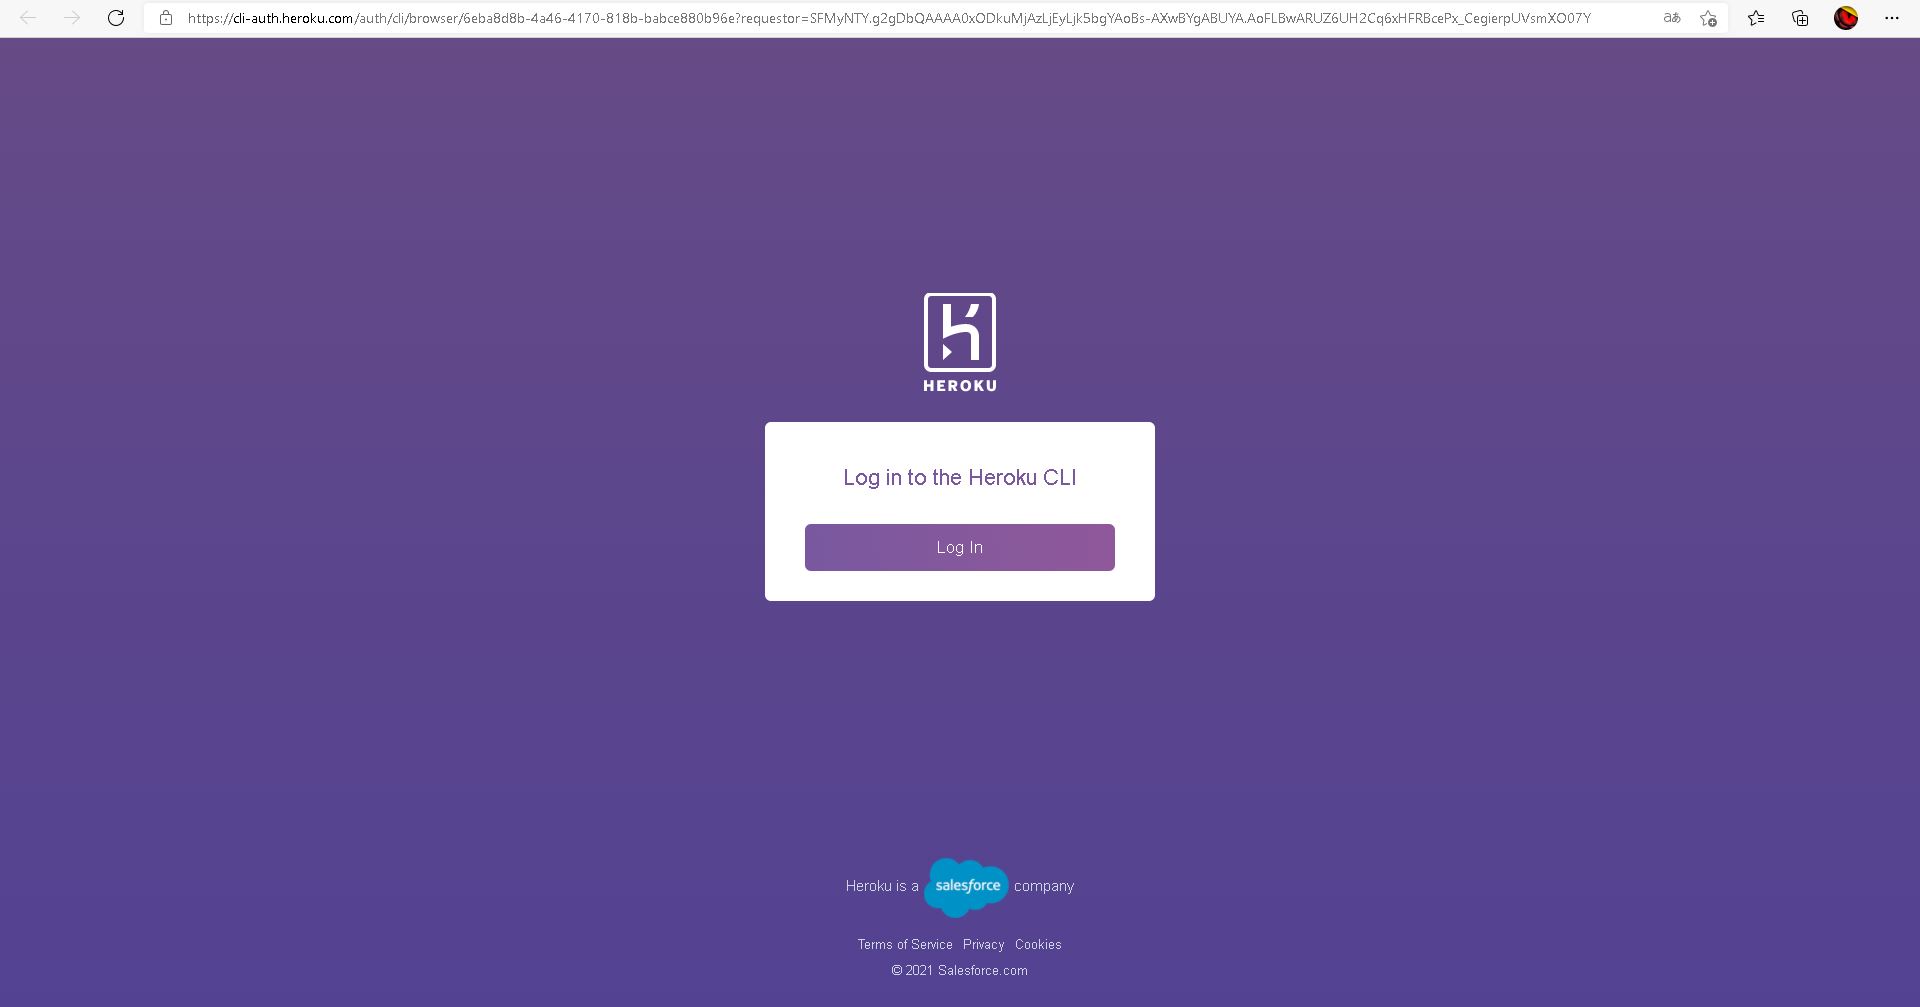 https://cli-auth.heroku.com/auth/cli/browser/6eba8d8b-4a46-4170-818b-babce880b96e?requestor=SFMyNTY.g2gDbQAAAA0xODkuMjAzLjEyLjk5bgYAoBs-AXwBYgABUYA.AoFLBwARUZ6UH2Cq6xHFRBcePx_CegierpUVsmXO07Y
HEROKU
Log in to the Heroku CLI
Log In
Heroku is a salesforce company
Terms of Service Privacy Cookies
© 2021 Salesforce.com